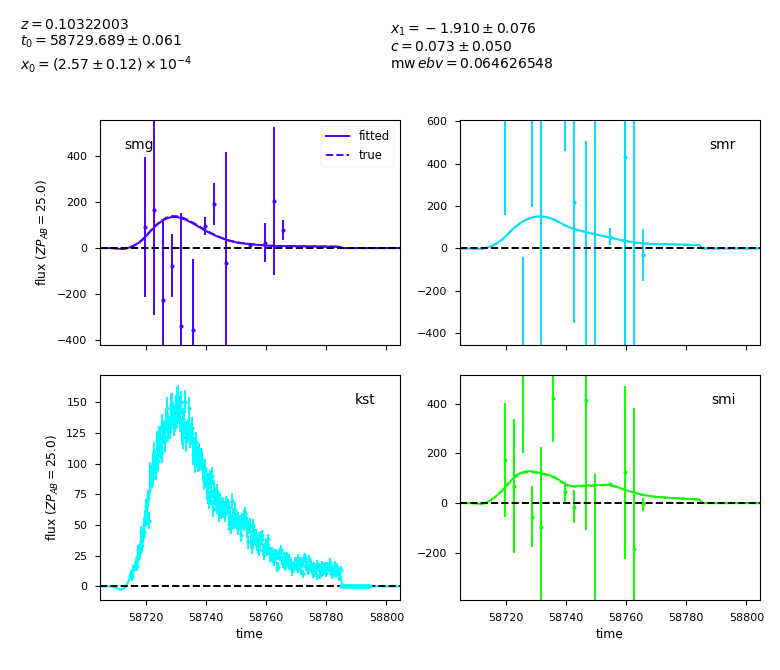 z = 0.10322003
t₀ = 58729.689 ± 0.061
x₀ = (2.57 ± 0.12) × 10⁻⁴
x₁ = −1.910 ± 0.076
c = 0.073 ± 0.050
mw ebv = 0.064626548
smg
fitted
true
400
200
0
−200
−400
flux (ZP_AB = 25.0)
smr
600
400
200
0
−200
−400
kst
150
125
100
75
50
25
0
flux (ZP_AB = 25.0)
58720 58740 58760 58780 58800
time
smi
400
200
0
−200
58720 58740 58760 58780 58800
time